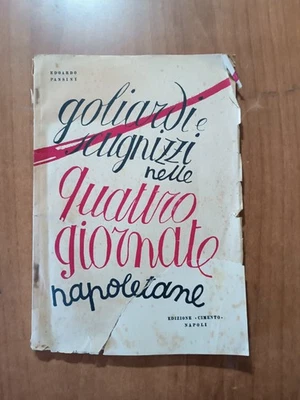 EDOARDO
PANSINI
goliardi e
scugnizzi
nelle
quattro
giornate
napoletane
EDIZIONE «CIMENTO»
NAPOLI